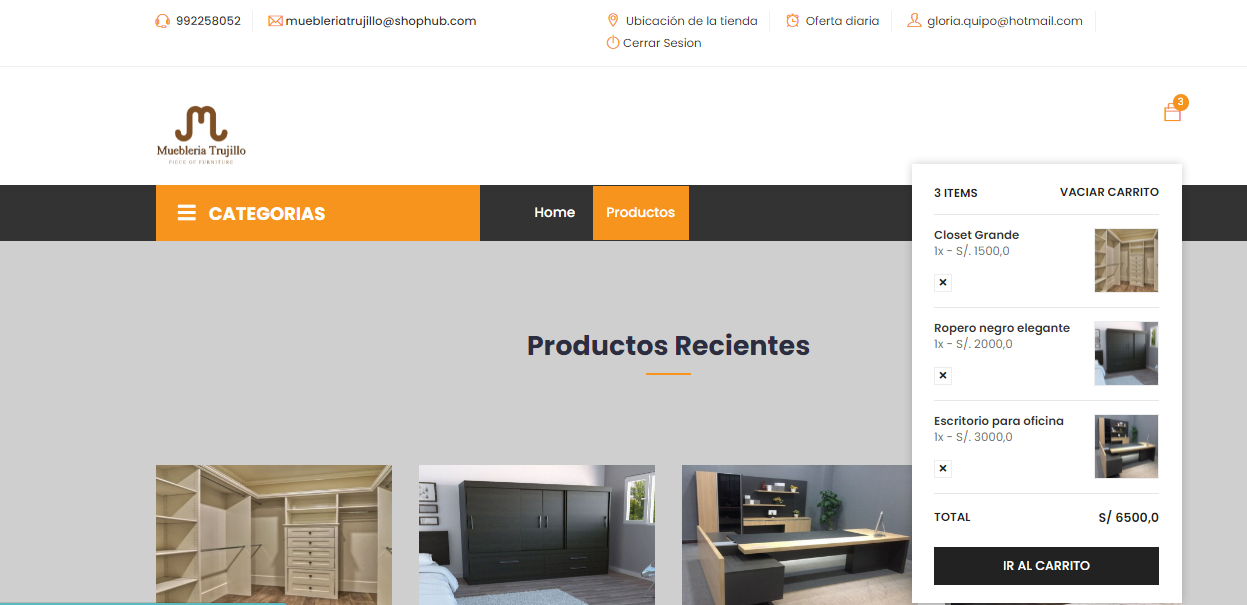 992258052
muebleriatrujillo@shophub.com
Ubicación de la tienda
Oferta diaria
gloria.quipo@hotmail.com
Cerrar Sesion
3
Muebleria Trujillo
PIECE OF FURNITURE
CATEGORIAS
Home
Productos
3 ITEMS
VACIAR CARRITO
Closet Grande
1x - S/. 1500,0
Ropero negro elegante
1x - S/. 2000,0
Escritorio para oficina
1x - S/. 3000,0
TOTAL
S/ 6500,0
IR AL CARRITO
Productos Recientes